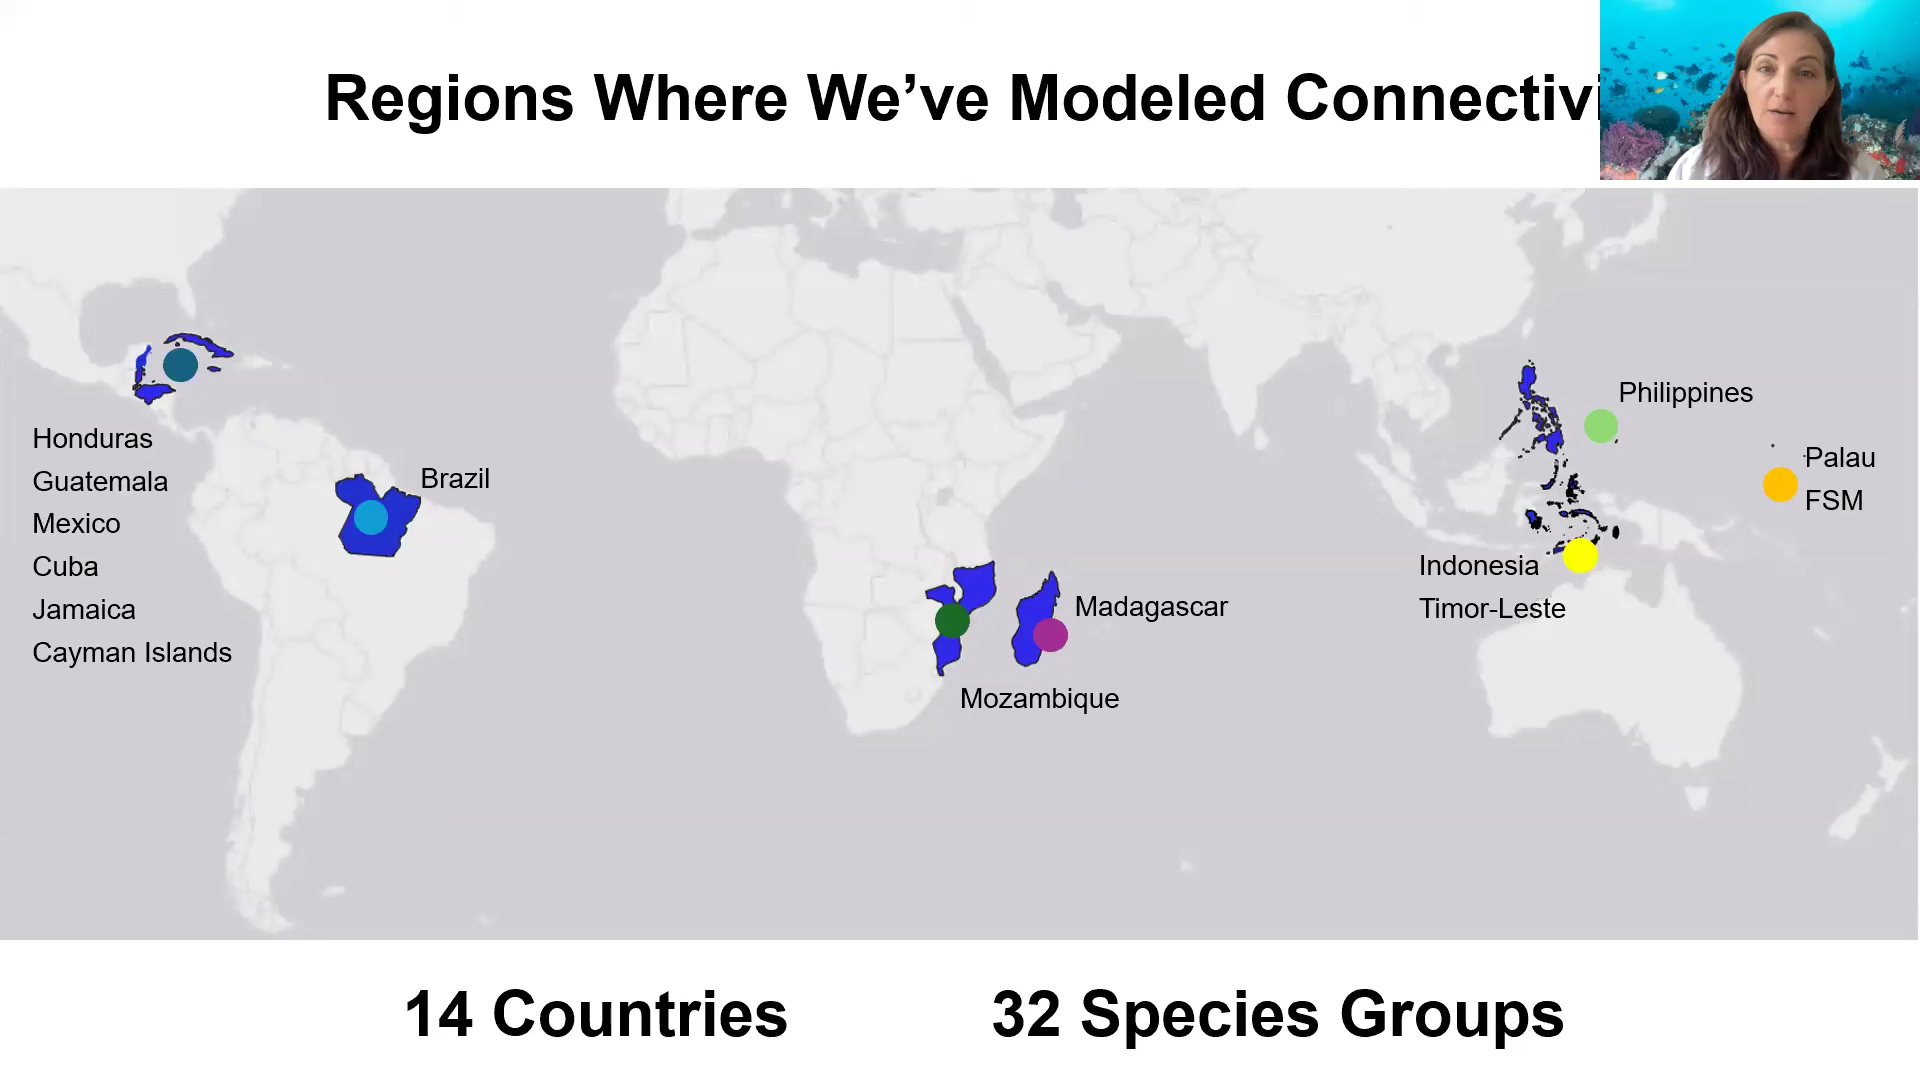 Regions Where We’ve Modeled Connectivi
Honduras
Guatemala
Mexico
Cuba
Jamaica
Cayman Islands
Brazil
Mozambique
Madagascar
Philippines
Palau
FSM
Indonesia
Timor-Leste
14 Countries
32 Species Groups